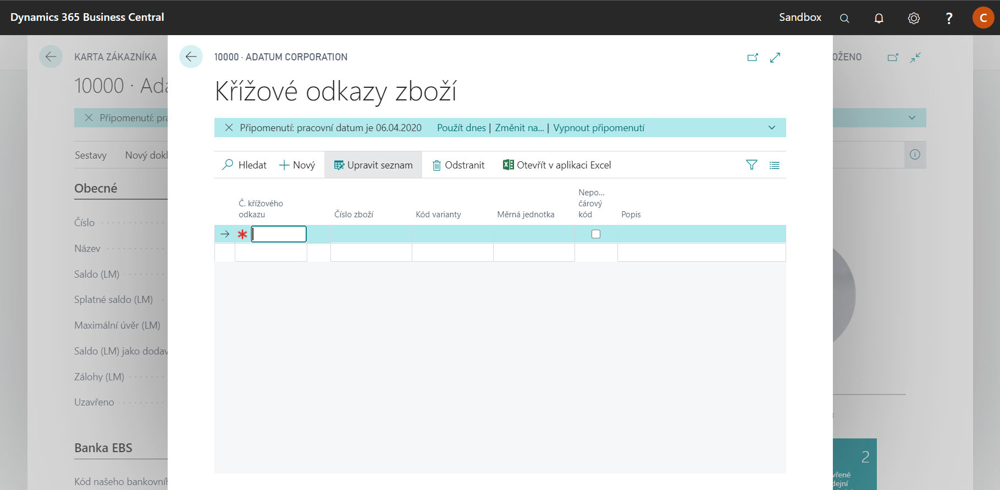 Dynamics 365 Business Central
Sandbox
?
C
KARTA ZÁKAZNÍKA
10000 · Ada
Připomenutí: pra
Sestavy
Nový dokl
Obecné
Číslo
Název
Saldo (LM)
Splatné saldo (LM)
Maximální úvěr (LM)
Saldo (LM) jako dodav
Zálohy (LM)
Uzavřeno
Banka EBS
Kód našeho bankovní
10000 · ADATUM CORPORATION
Křížové odkazy zboží
Připomenutí: pracovní datum je 06.04.2020 Použít dnes | Změnit na... | Vypnout připomenutí
Hledat
Nový
Upravit seznam
Odstranit
Otevřít v aplikaci Excel
Č. křížového
odkazu
Číslo zboží
Kód varianty
Měrná jednotka
Nepo...
čárový
kód
Popis
OŽENO
2
vřené
dejní